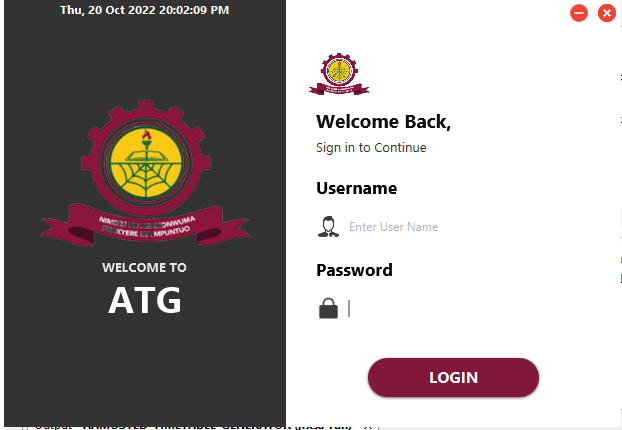 Thu, 20 Oct 2022 20:02:09 PM
WELCOME TO
ATG
Welcome Back,
Sign in to Continue
Username
Enter User Name
Password
LOGIN